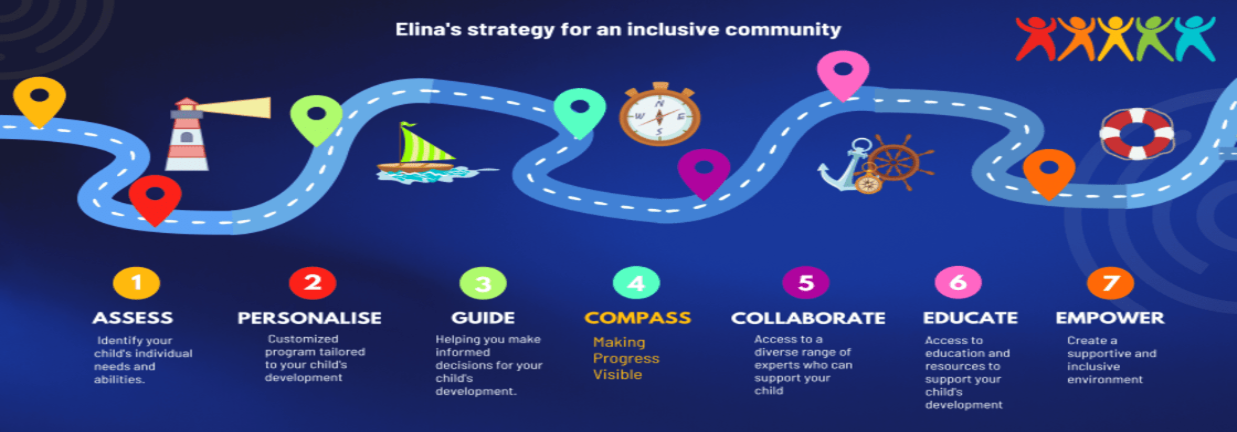 Elina's strategy for an inclusive community
N
W E
S
1
ASSESS
Identify your
child's individual
needs and
abilities.
2
PERSONALISE
Customized
program tailored
to your child's
development
3
GUIDE
Helping you make
informed
decisions for your
child's
development.
4
COMPASS
Making
Progress
Visible
5
COLLABORATE
Access to a
diverse range of
experts who can
support your
child
6
EDUCATE
Access to
education and
resources to
support your
child's
development
7
EMPOWER
Create a
supportive and
inclusive
environment